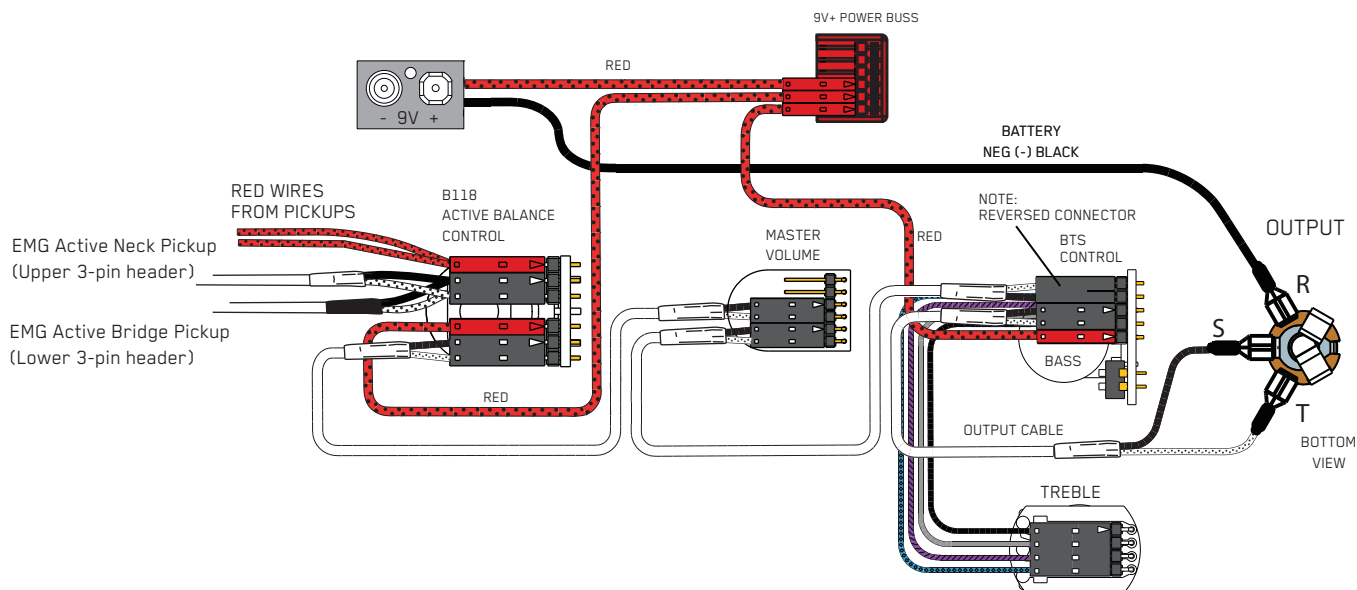 9V+ POWER BUSS
RED
- 9V +
BATTERY
NEG (-) BLACK
RED WIRES
FROM PICKUPS
B118
ACTIVE BALANCE
CONTROL
NOTE:
REVERSED CONNECTOR
OUTPUT
EMG Active Neck Pickup
(Upper 3-pin header)
MASTER
VOLUME
RED
BTS
CONTROL
R
S
EMG Active Bridge Pickup
(Lower 3-pin header)
BASS
RED
T
OUTPUT CABLE
BOTTOM
VIEW
TREBLE